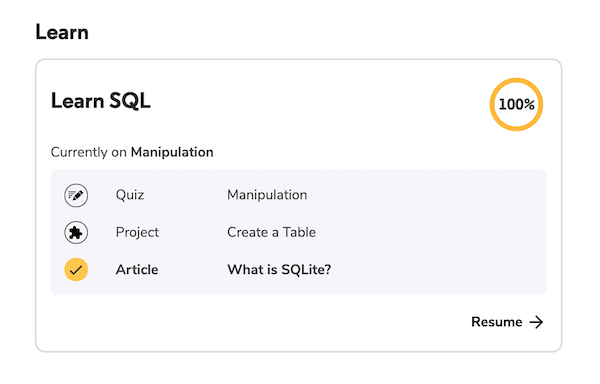 Learn
Learn SQL
100%
Currently on Manipulation
Quiz Manipulation
Project Create a Table
Article What is SQLite?
Resume